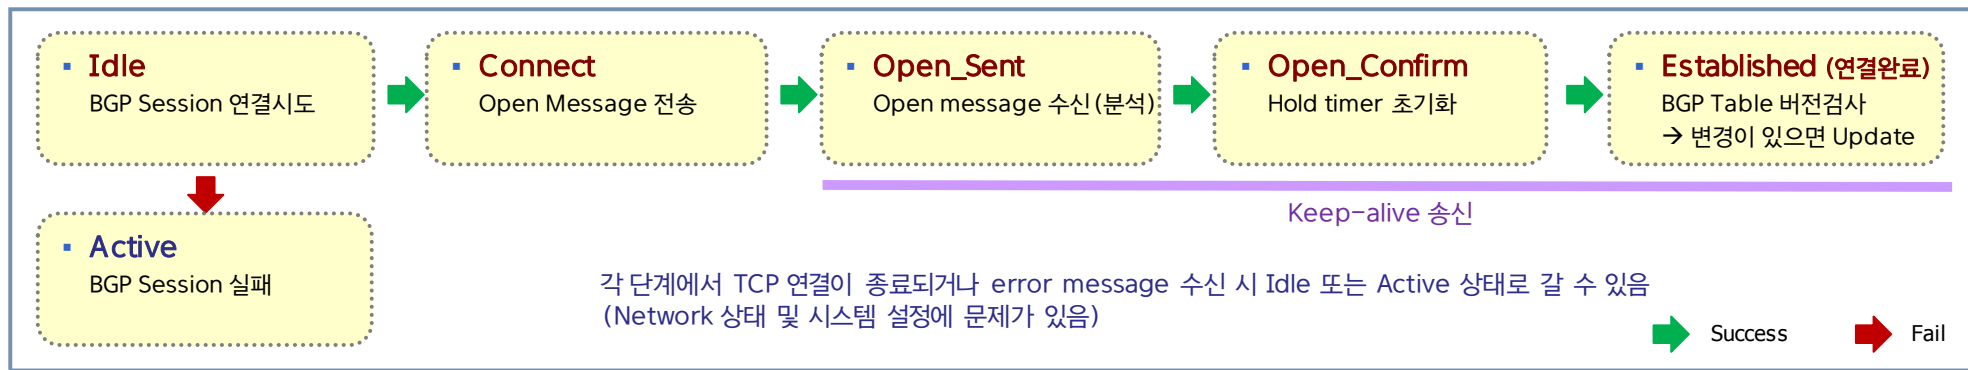 ▪ Idle
BGP Session 연결시도
▪ Connect
Open Message 전송
▪ Open_Sent
Open message 수신(분석)
▪ Open_Confirm
Hold timer 초기화
▪ Established (연결완료)
BGP Table 버전검사
→ 변경이 있으면 Update
Keep-alive 송신
▪ Active
BGP Session 실패
각 단계에서 TCP 연결이 종료되거나 error message 수신 시 Idle 또는 Active 상태로 갈 수 있음
(Network 상태 및 시스템 설정에 문제가 있음)
Success
Fail